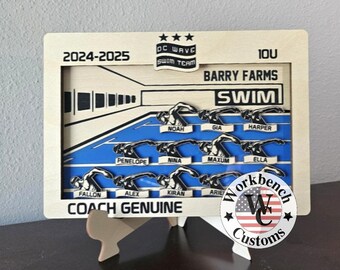 DC WAVE
SWIM TEAM
2024-2025
10U
BARRY FARMS
SWIM
NOAH GIA HARPER
PENELOPE NINA MAXUM ELLA
FALLON ALEX KIRAN
COACH GENUINE
Workbench
WC
Customs